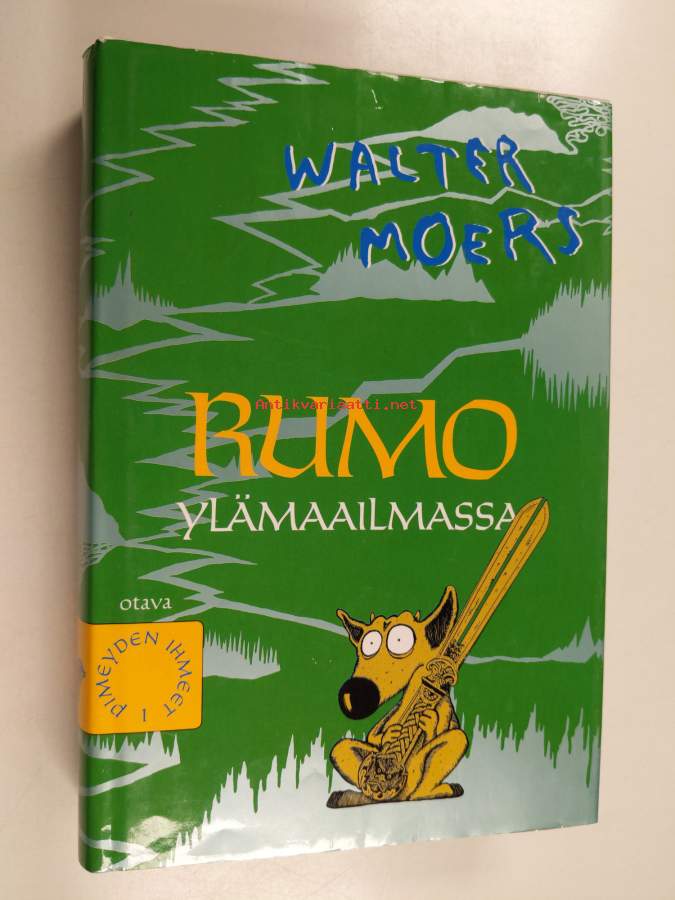 WALTER
MOERS
RUMO
Antikvariaatti.net
YLÄMAAILMASSA
otava
PIMEYDEN IHMEET 1